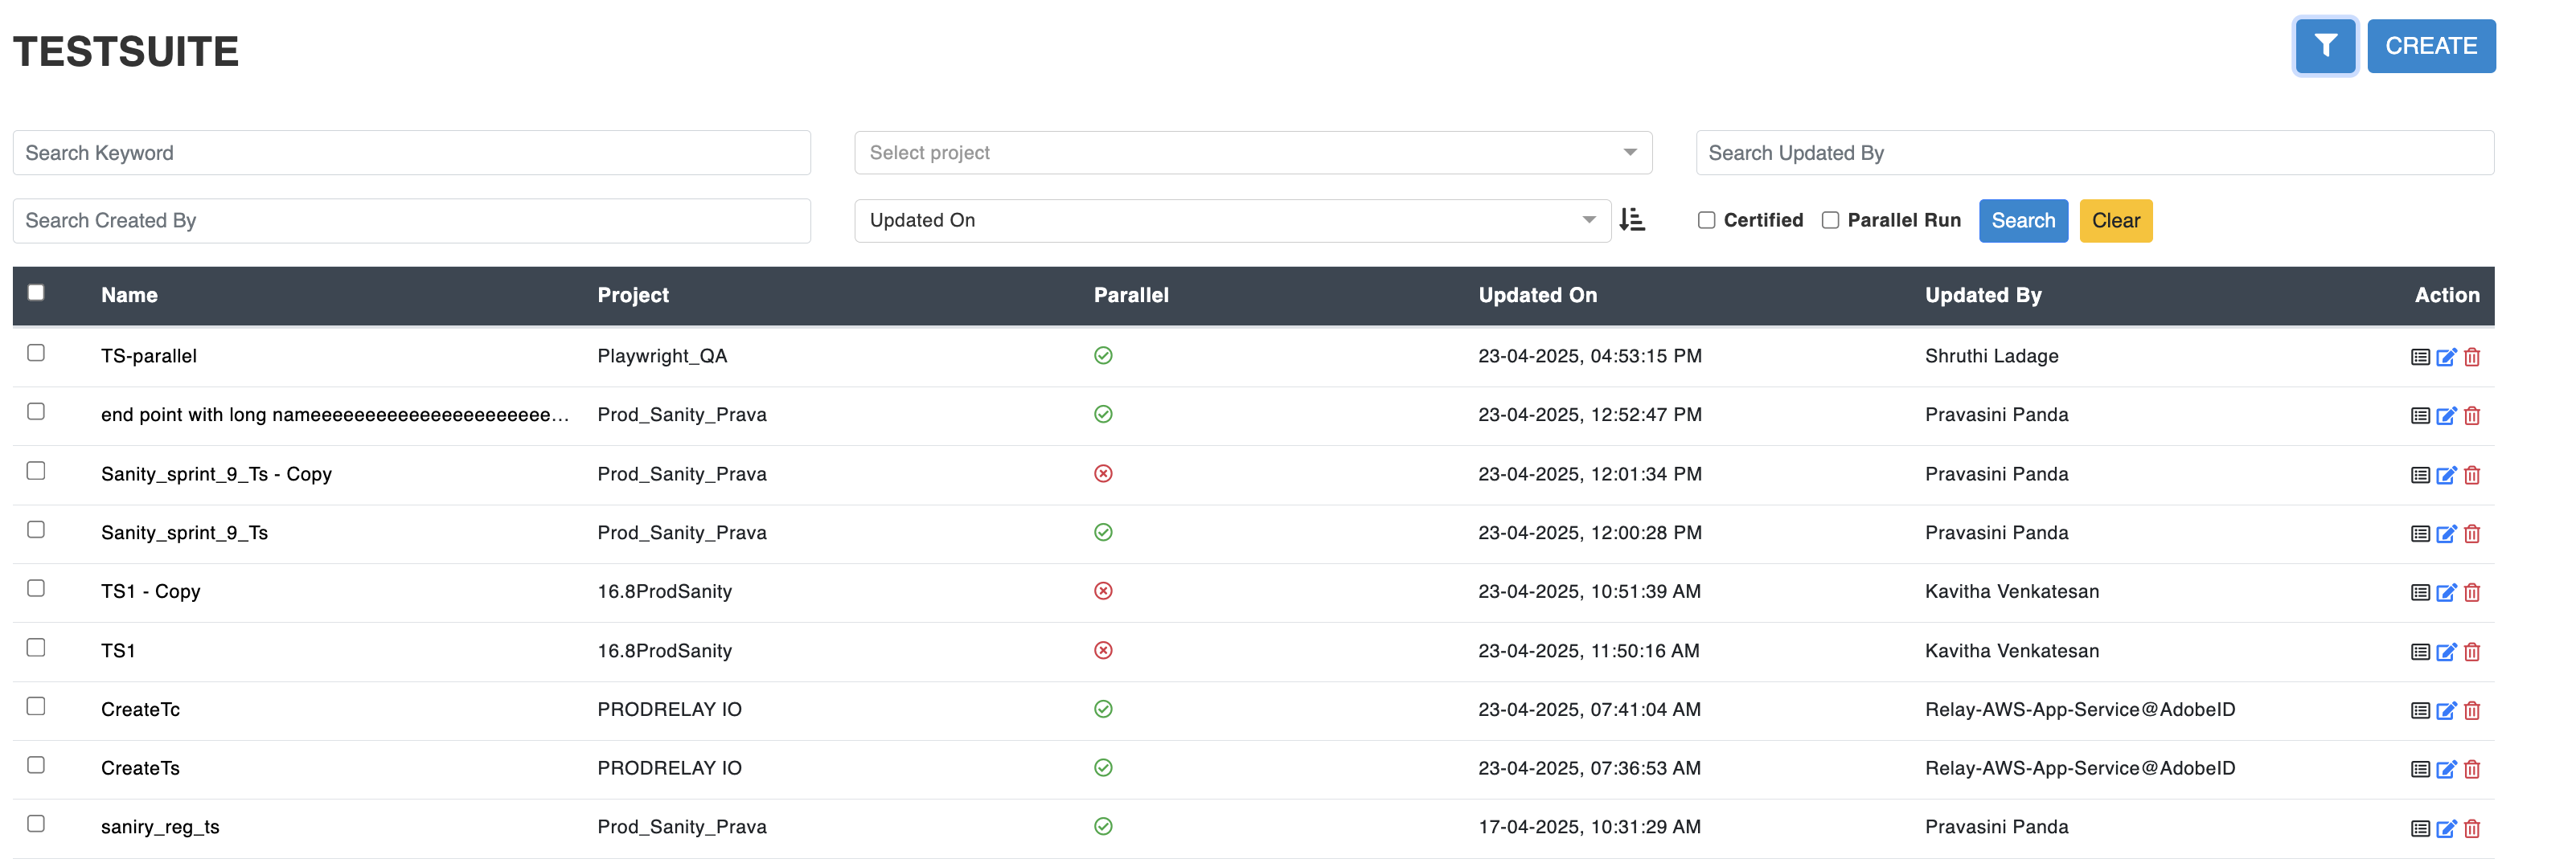 TESTSUITE
CREATE
Search Keyword
Select project
Search Updated By
Search Created By
Updated On
Certified
Parallel Run
Search
Clear
Name Project Parallel Updated On Updated By Action
TS-parallel Playwright_QA 23-04-2025, 04:53:15 PM Shruthi Ladage
end point with long nameeeeeeeeeeeeeeeeeeeeeee... Prod_Sanity_Prava 23-04-2025, 12:52:47 PM Pravasini Panda
Sanity_sprint_9_Ts - Copy Prod_Sanity_Prava 23-04-2025, 12:01:34 PM Pravasini Panda
Sanity_sprint_9_Ts Prod_Sanity_Prava 23-04-2025, 12:00:28 PM Pravasini Panda
TS1 - Copy 16.8ProdSanity 23-04-2025, 10:51:39 AM Kavitha Venkatesan
TS1 16.8ProdSanity 23-04-2025, 11:50:16 AM Kavitha Venkatesan
CreateTc PRODRELAY IO 23-04-2025, 07:41:04 AM Relay-AWS-App-Service@AdobeID
CreateTs PRODRELAY IO 23-04-2025, 07:36:53 AM Relay-AWS-App-Service@AdobeID
saniry_reg_ts Prod_Sanity_Prava 17-04-2025, 10:31:29 AM Pravasini Panda